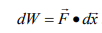 dW = F⃗ • dx⃗